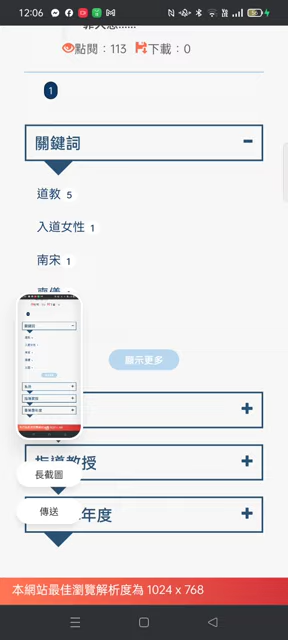 12:06
點閱：113 下載：0
1
關鍵詞
道教 5
入道女性 1
南宋 1
顯示更多
指導教授
長截圖
年度
傳送
本網站最佳瀏覽解析度為 1024 x 768